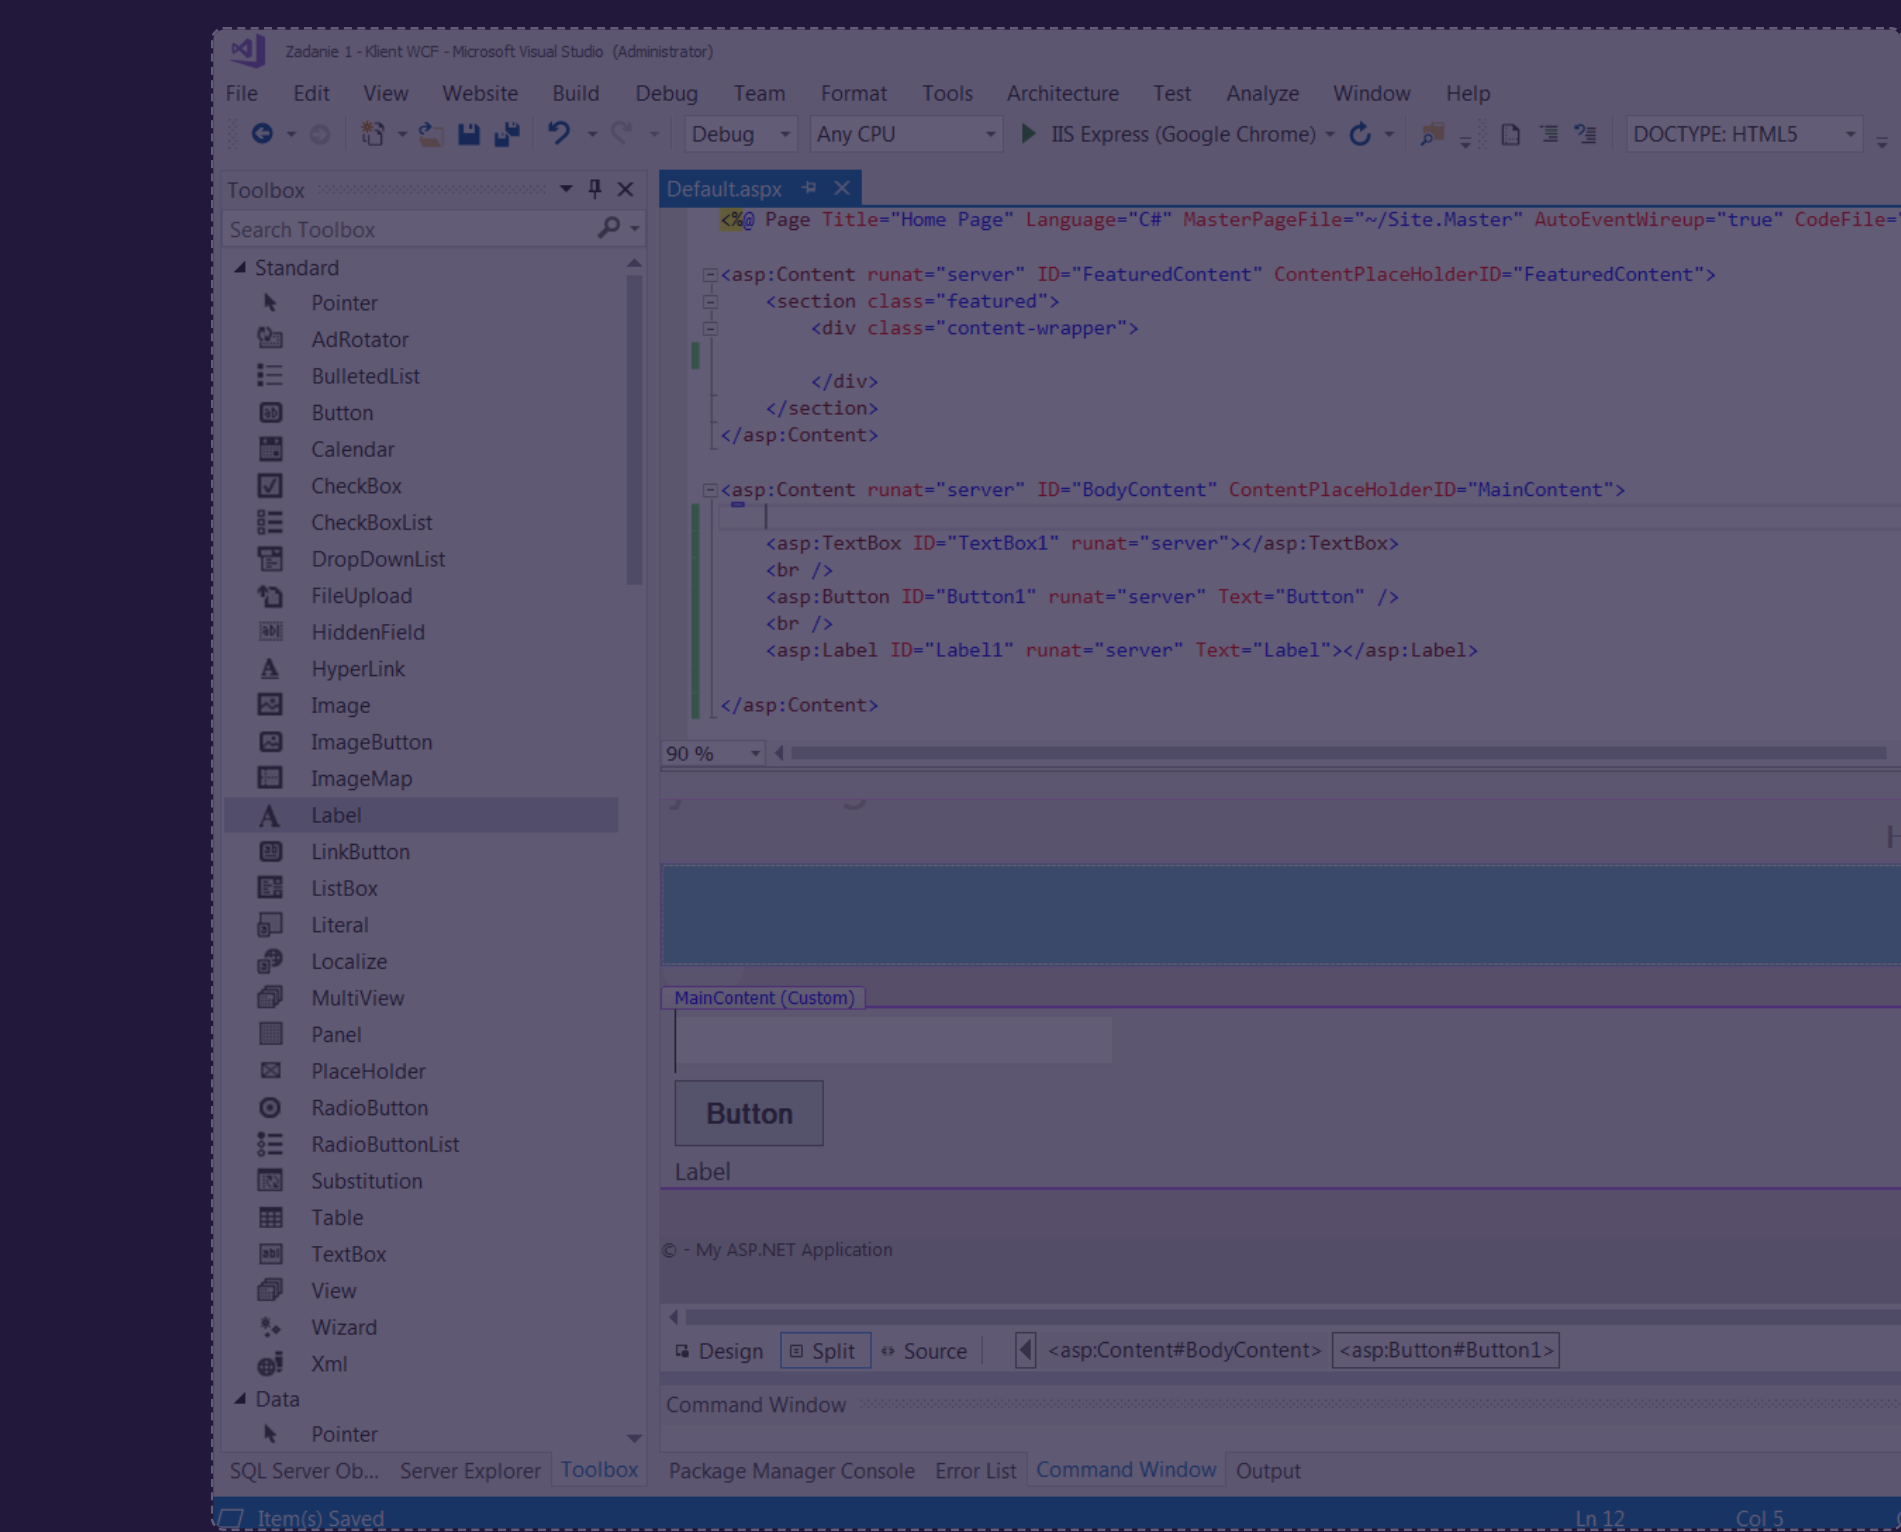 Zadanie 1 - Klient WCF - Microsoft Visual Studio (Administrator)
File Edit View Website Build Debug Team Format Tools Architecture Test Analyze Window Help
Debug Any CPU IIS Express (Google Chrome) DOCTYPE: HTML5
Toolbox
Search Toolbox
Standard
Pointer
AdRotator
BulletedList
Button
Calendar
CheckBox
CheckBoxList
DropDownList
FileUpload
HiddenField
HyperLink
Image
ImageButton
ImageMap
Label
LinkButton
ListBox
Literal
Localize
MultiView
Panel
PlaceHolder
RadioButton
RadioButtonList
Substitution
Table
TextBox
View
Wizard
Xml
Data
Pointer
SQL Server Ob... Server Explorer Toolbox
Default.aspx
<%@ Page Title="Home Page" Language="C#" MasterPageFile="~/Site.Master" AutoEventWireup="true" CodeFile=
<asp:Content runat="server" ID="FeaturedContent" ContentPlaceHolderID="FeaturedContent">
<section class="featured">
<div class="content-wrapper">
</div>
</section>
</asp:Content>
<asp:Content runat="server" ID="BodyContent" ContentPlaceHolderID="MainContent">
<asp:TextBox ID="TextBox1" runat="server"></asp:TextBox>
<br />
<asp:Button ID="Button1" runat="server" Text="Button" />
<br />
<asp:Label ID="Label1" runat="server" Text="Label"></asp:Label>
</asp:Content>
90 %
MainContent (Custom)
Button
Label
© - My ASP.NET Application
Design Split Source <asp:Content#BodyContent> <asp:Button#Button1>
Command Window
Package Manager Console Error List Command Window Output
Item(s) Saved Ln 12 Col 5